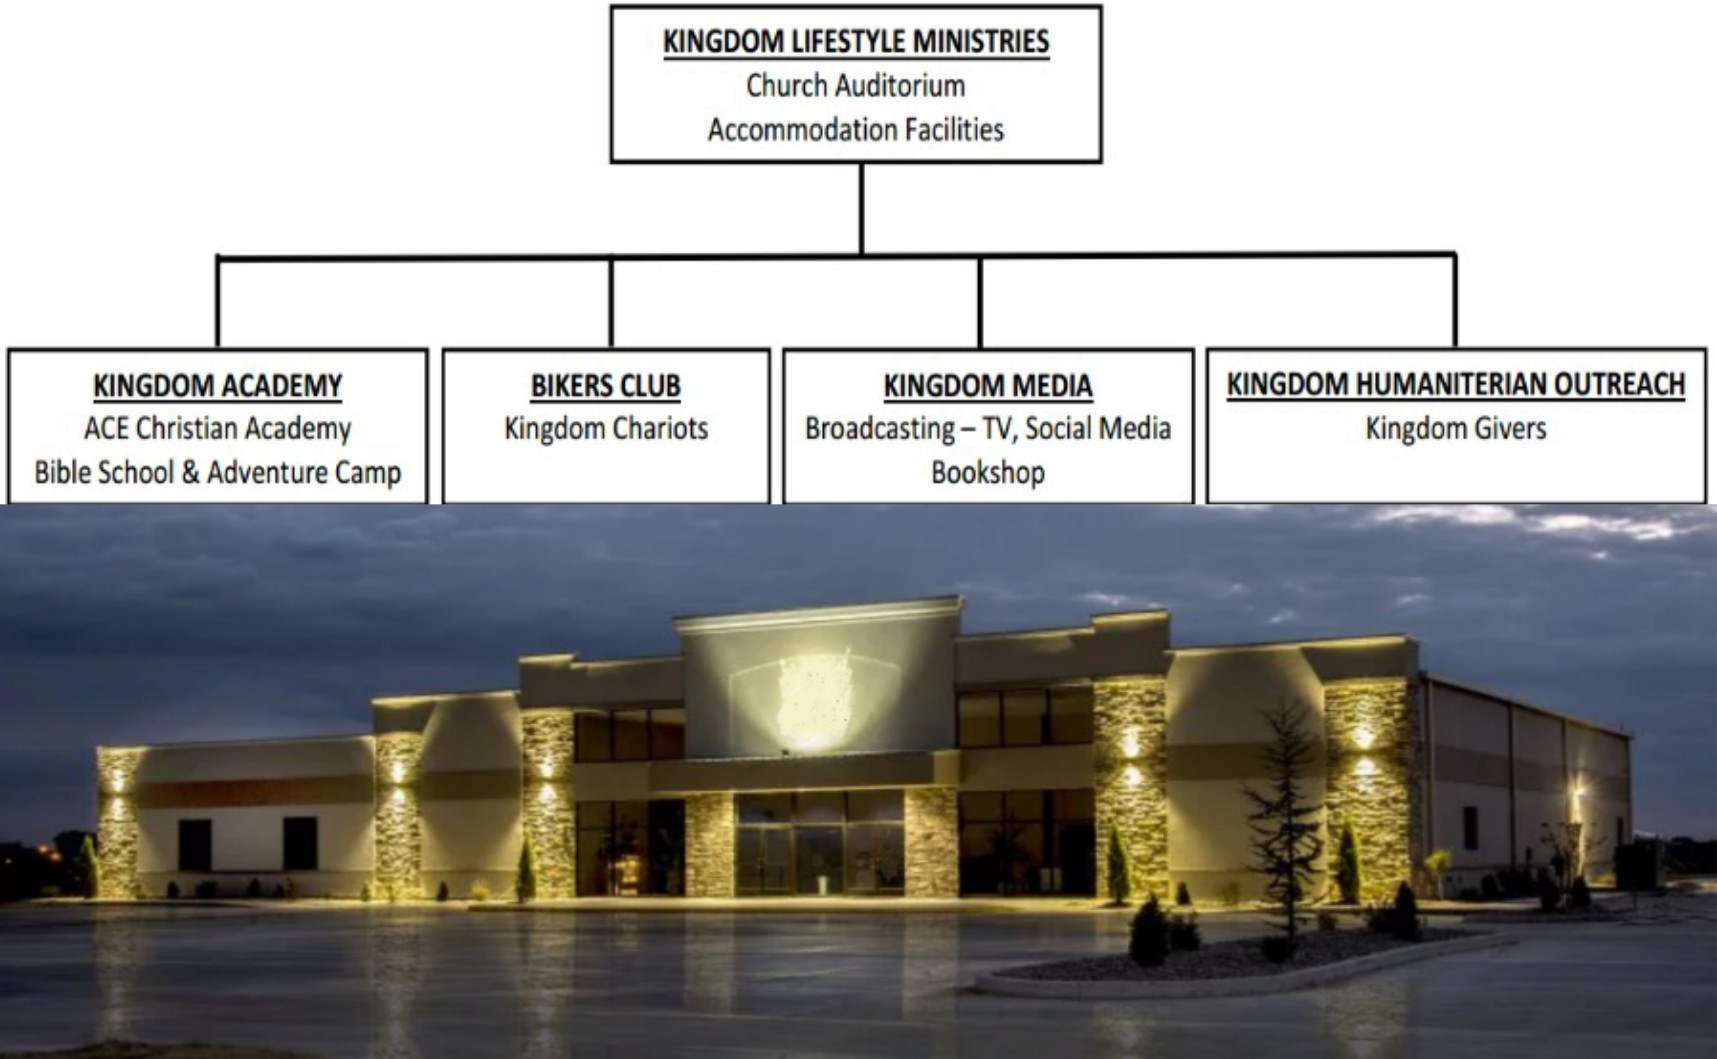 KINGDOM LIFESTYLE MINISTRIES
Church Auditorium
Accommodation Facilities
KINGDOM ACADEMY
ACE Christian Academy
Bible School & Adventure Camp
BIKERS CLUB
Kingdom Chariots
KINGDOM MEDIA
Broadcasting – TV, Social Media
Bookshop
KINGDOM HUMANITERIAN OUTREACH
Kingdom Givers